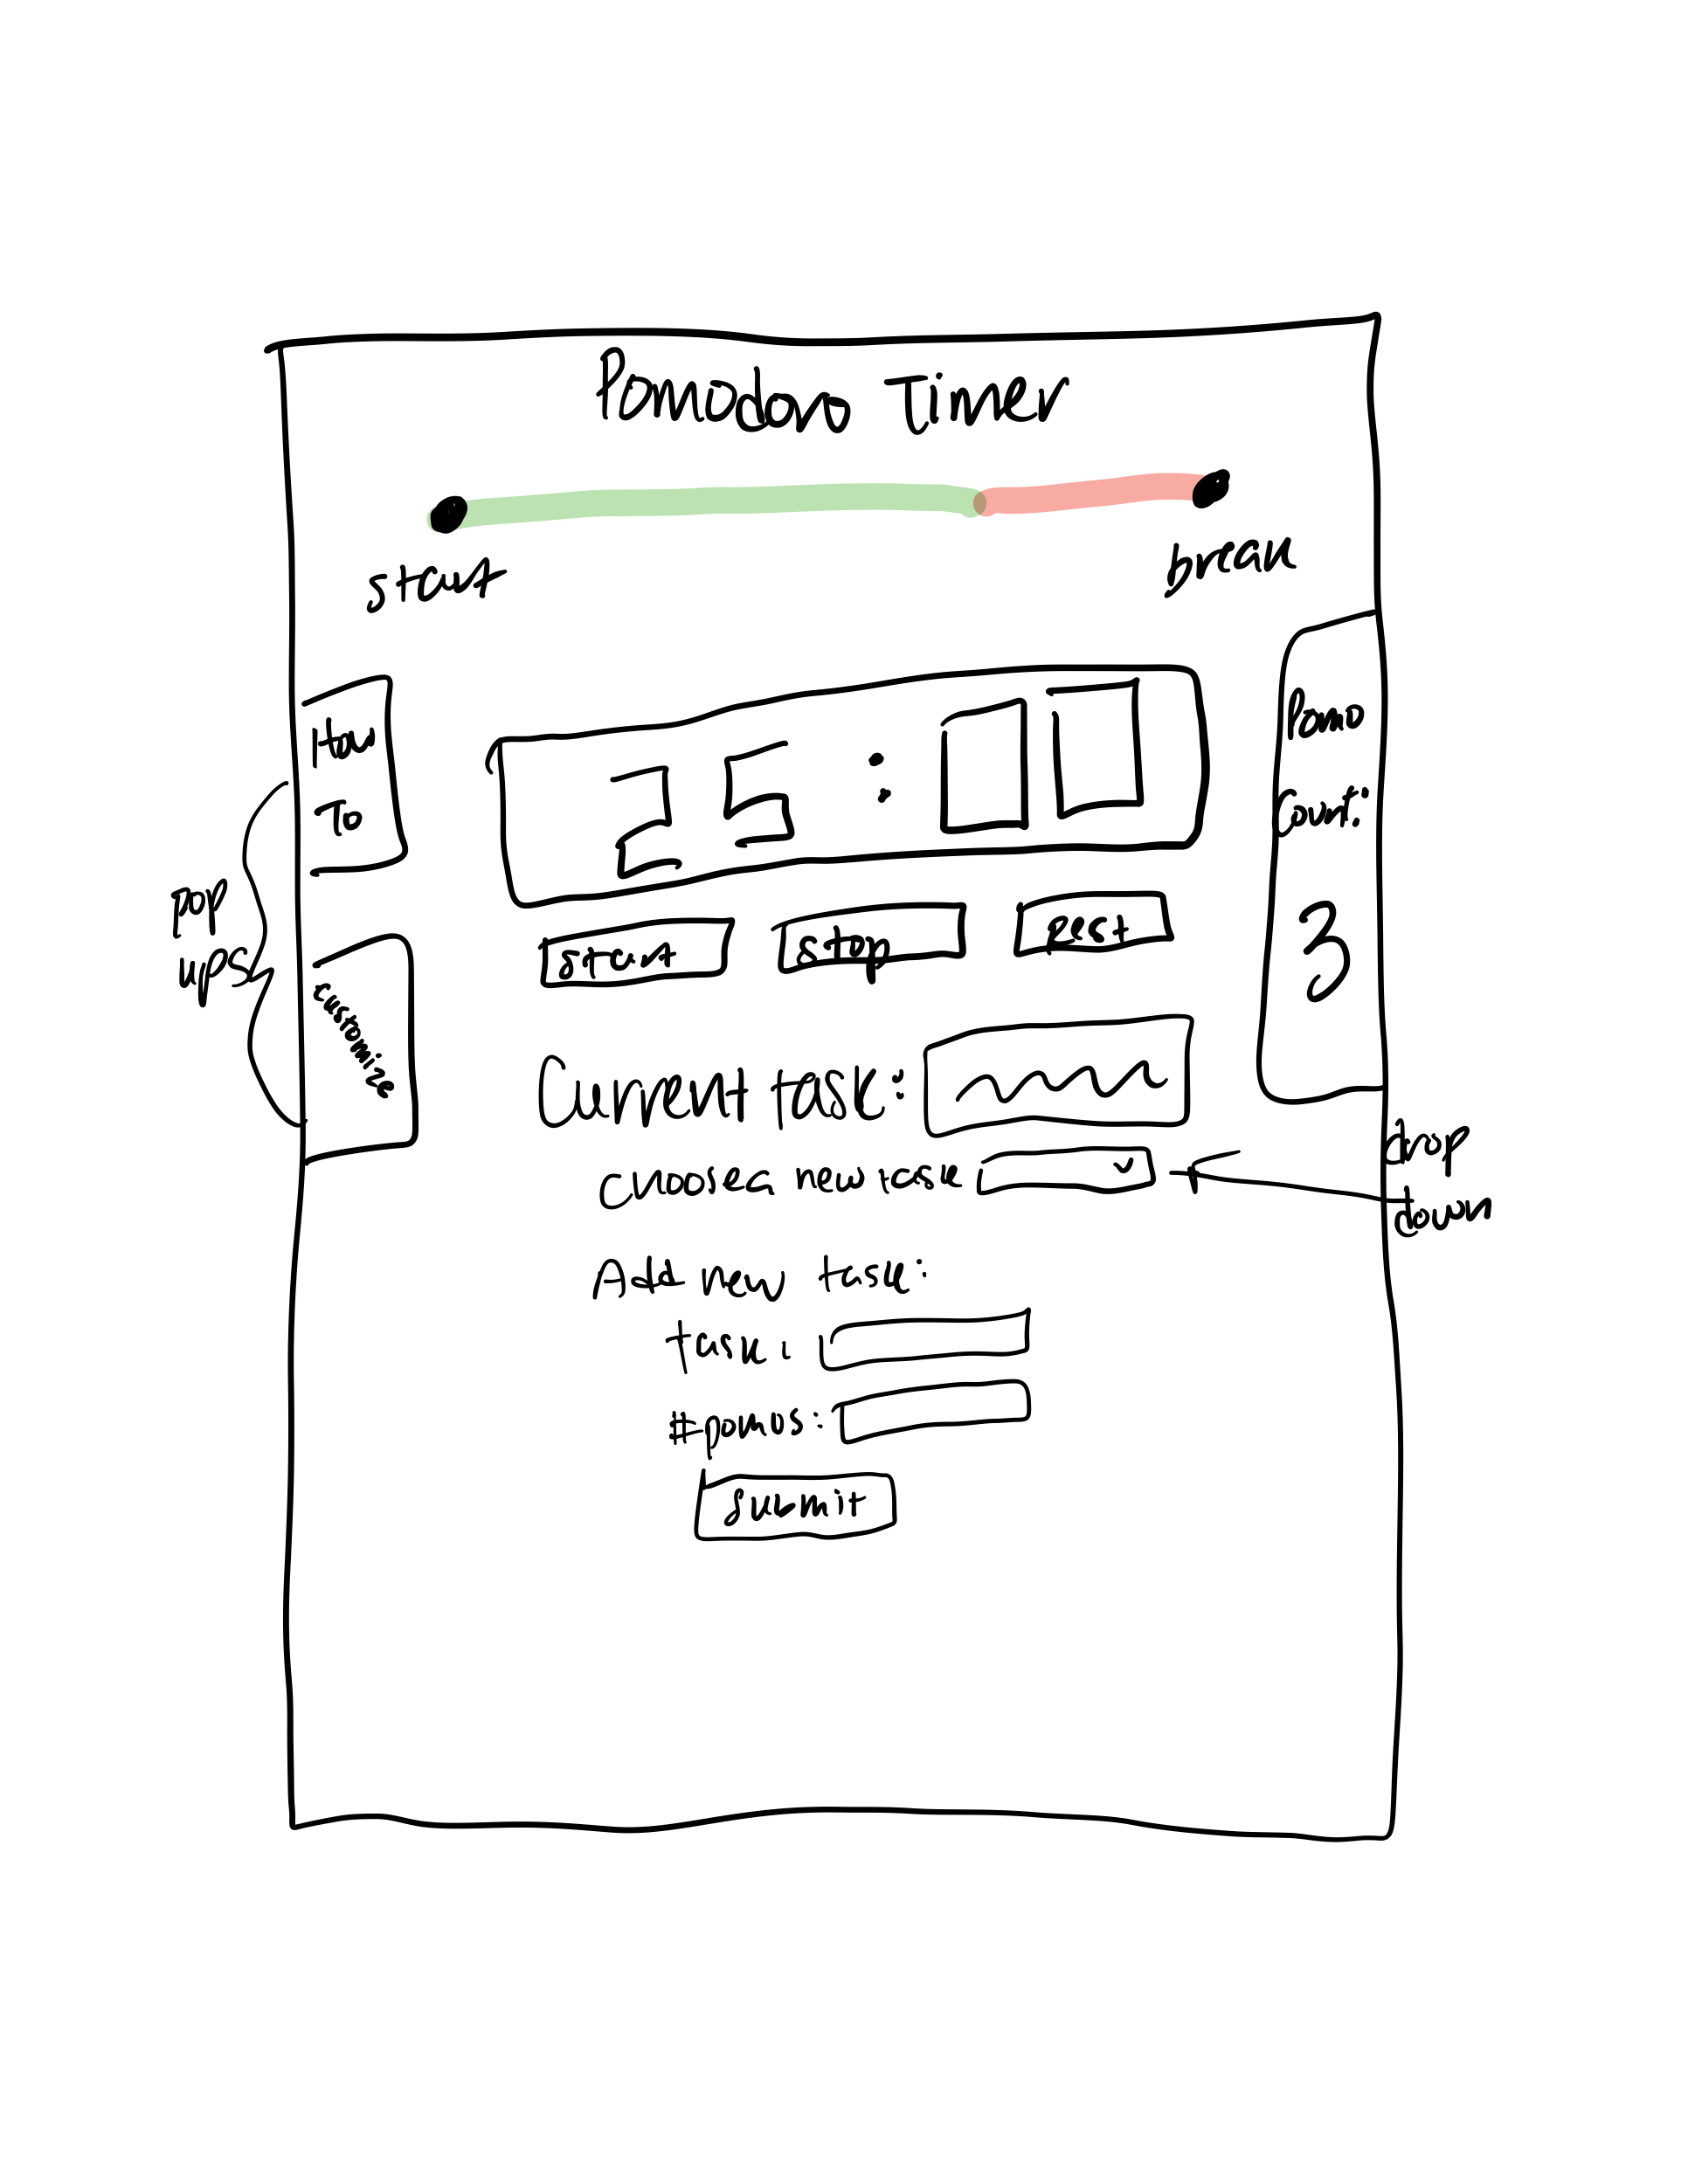 Pomodoro Timer
start
break
How
To
25:00
Pomo
Count:
3
pop
ups
start
stop
Rest
customize
Current task:
drop
down
choose a new task
Add new task:
task:
#pomos:
submit